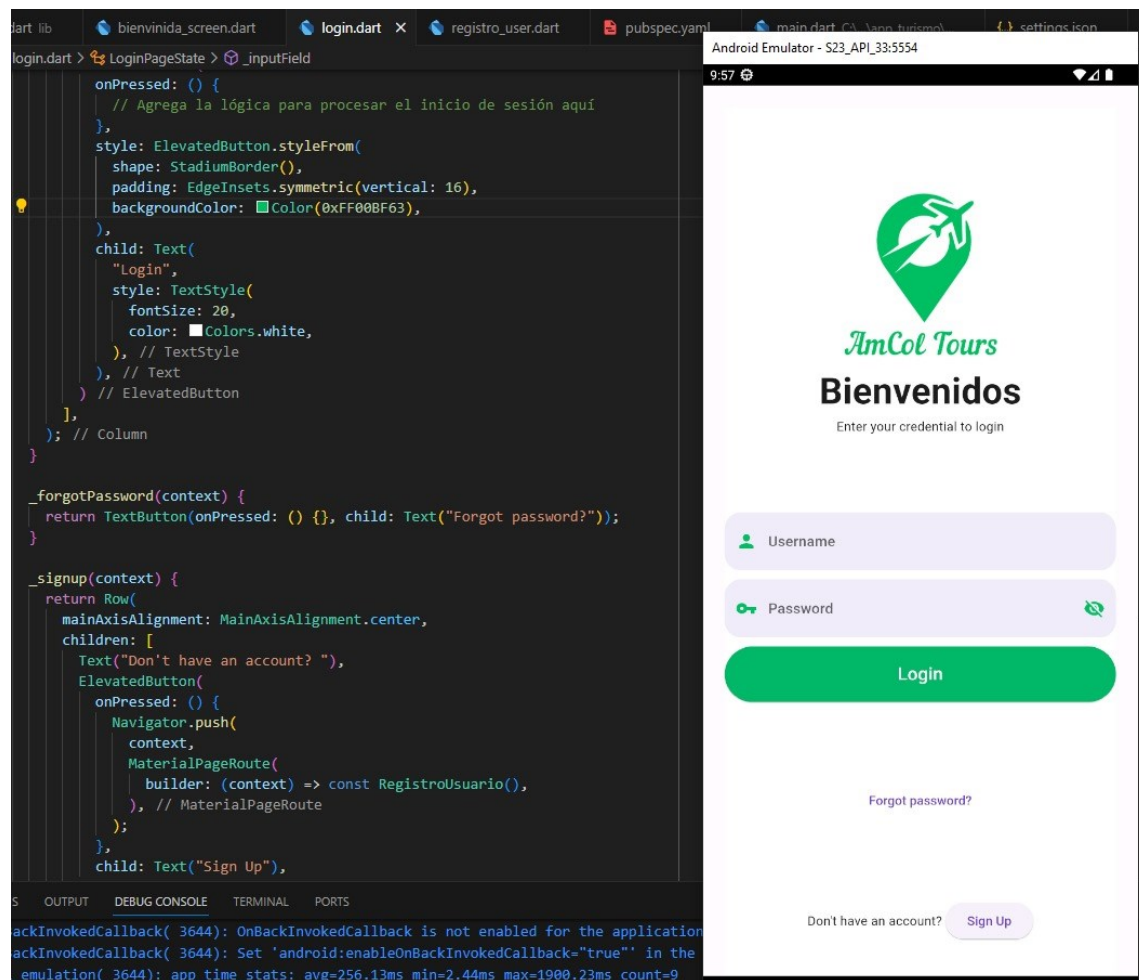 dart lib
bienvinida_screen.dart
login.dart
registro_user.dart
pubspec.yaml
main.dart C:\...\app_turismo\...
settings.json
login.dart > LoginPageState > _inputField
onPressed: () {
// Agrega la lógica para procesar el inicio de sesión aquí
},
style: ElevatedButton.styleFrom(
shape: StadiumBorder(),
padding: EdgeInsets.symmetric(vertical: 16),
backgroundColor: Color(0xFF00BF63),
),
child: Text(
"Login",
style: TextStyle(
fontSize: 20,
color: Colors.white,
), // TextStyle
), // Text
) // ElevatedButton
],
); // Column
}
_forgotPassword(context) {
return TextButton(onPressed: () {}, child: Text("Forgot password?"));
}
_signup(context) {
return Row(
mainAxisAlignment: MainAxisAlignment.center,
children: [
Text("Don't have an account? "),
ElevatedButton(
onPressed: () {
Navigator.push(
context,
MaterialPageRoute(
builder: (context) => const RegistroUsuario(),
), // MaterialPageRoute
);
},
child: Text("Sign Up"),
S
OUTPUT
DEBUG CONSOLE
TERMINAL
PORTS
ackInvokedCallback( 3644): OnBackInvokedCallback is not enabled for the application
ackInvokedCallback( 3644): Set 'android:enableOnBackInvokedCallback="true"' in the
emulation( 3644): app_time_stats: avg=256.13ms min=2.44ms max=1900.23ms count=9
Android Emulator - S23_API_33:5554
9:57
AmCol Tours
Bienvenidos
Enter your credential to login
Username
Password
Login
Forgot password?
Don't have an account?
Sign Up